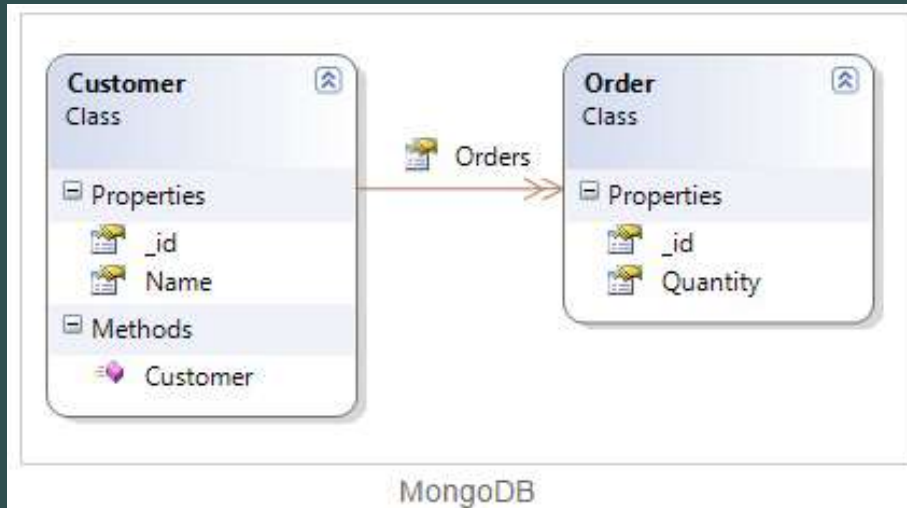 Customer
Class
Properties
_id
Name
Methods
Customer
Orders
Order
Class
Properties
_id
Quantity
MongoDB